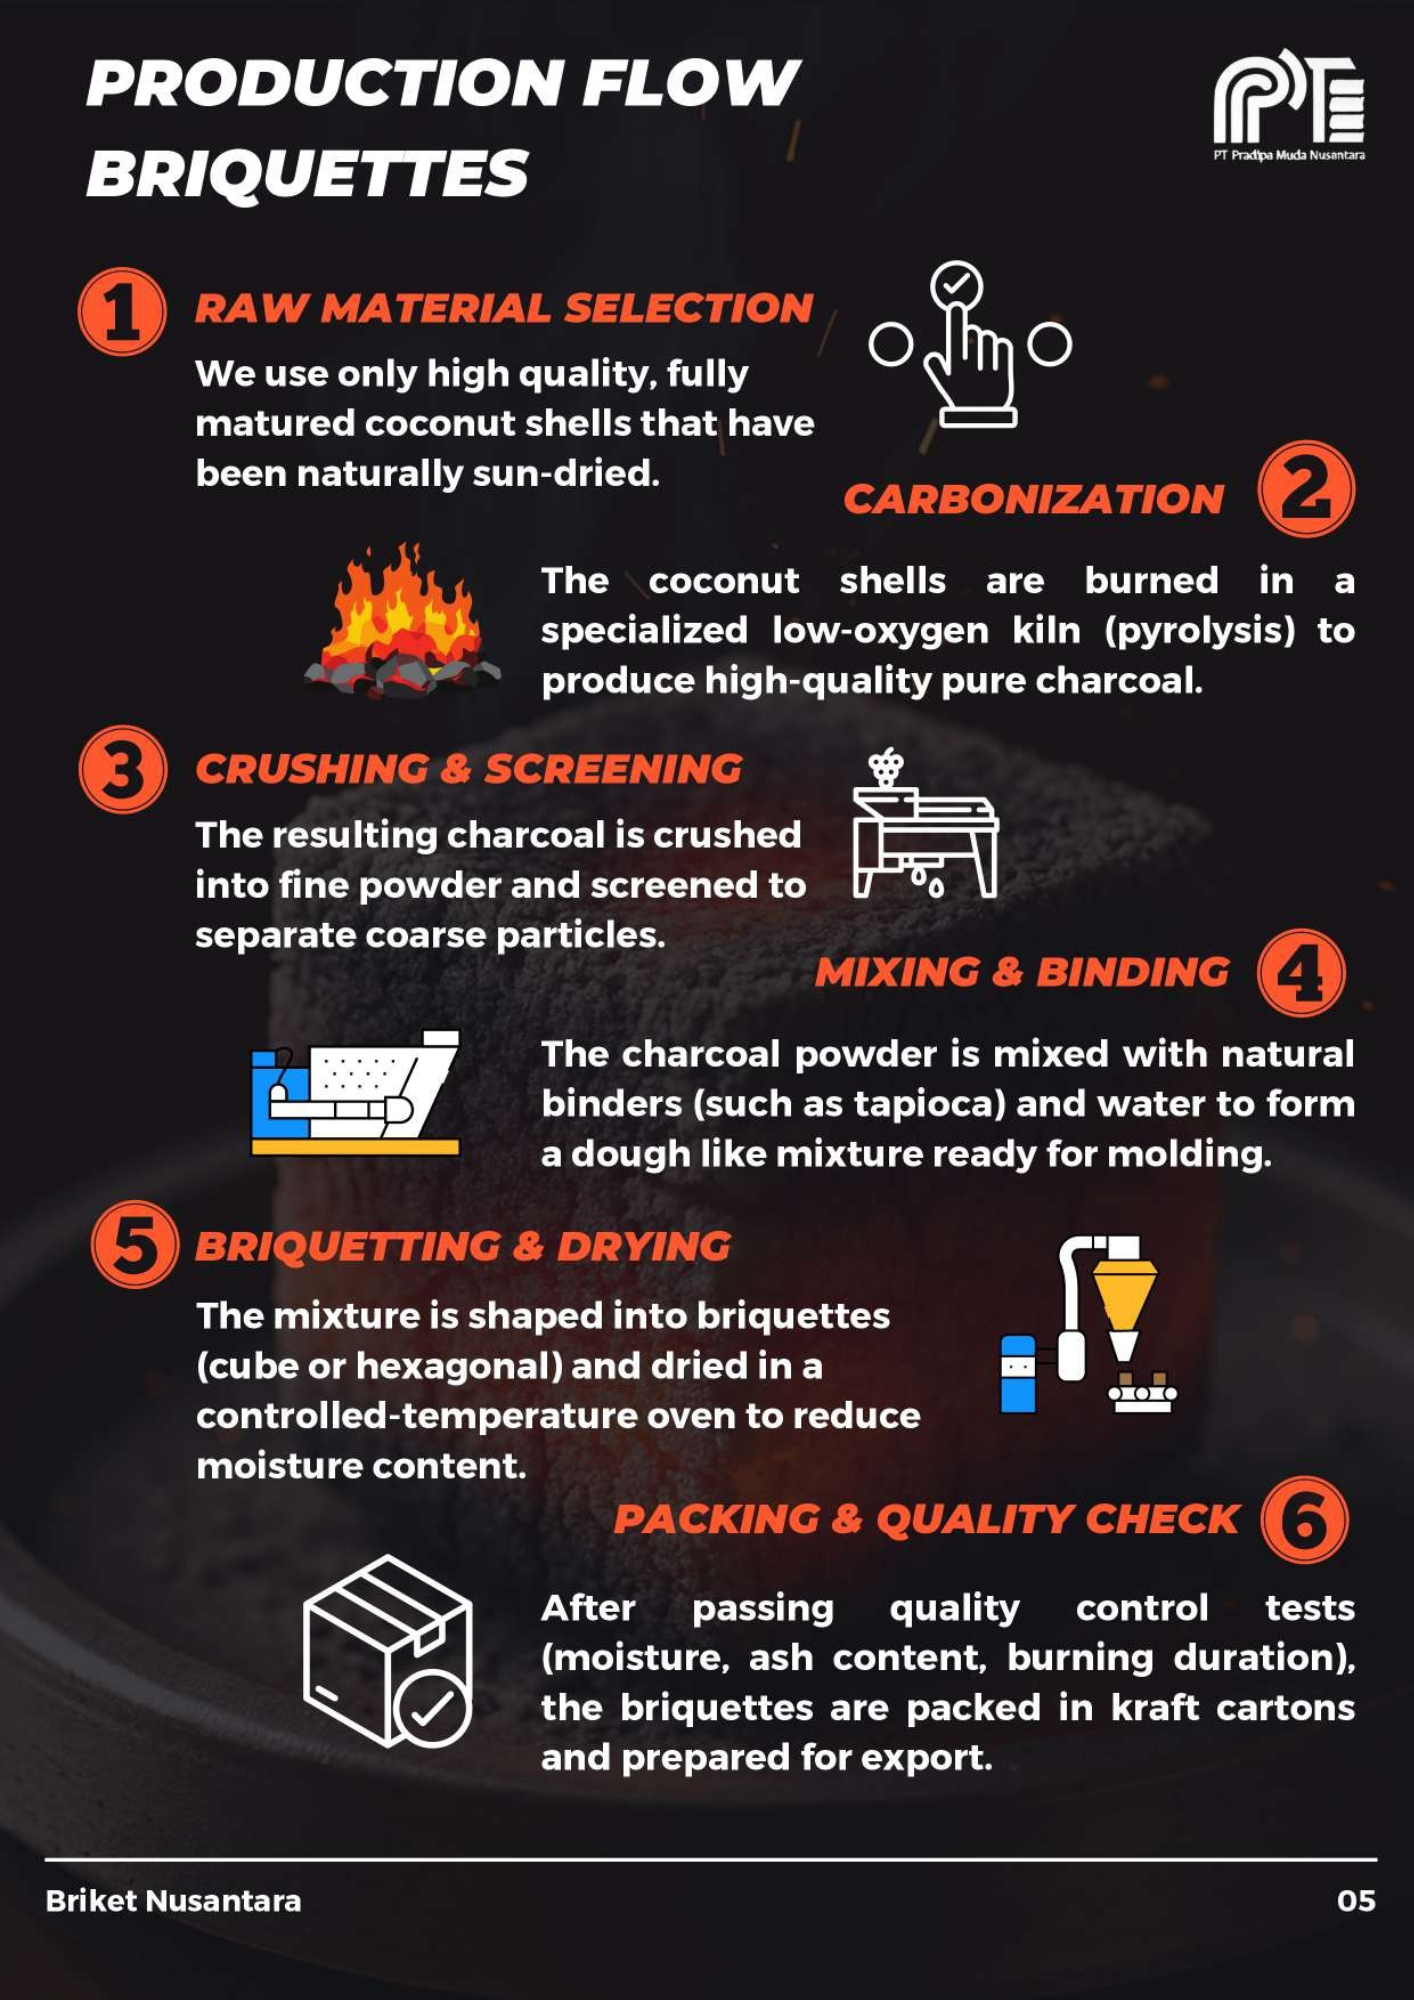 PRODUCTION FLOW
BRIQUETTES
PT Pradipa Muda Nusantara
1
RAW MATERIAL SELECTION
We use only high quality, fully
matured coconut shells that have
been naturally sun-dried.
CARBONIZATION
2
The coconut shells are burned in a
specialized low-oxygen kiln (pyrolysis) to
produce high-quality pure charcoal.
3
CRUSHING & SCREENING
The resulting charcoal is crushed
into fine powder and screened to
separate coarse particles.
MIXING & BINDING
4
The charcoal powder is mixed with natural
binders (such as tapioca) and water to form
a dough like mixture ready for molding.
5
BRIQUETTING & DRYING
The mixture is shaped into briquettes
(cube or hexagonal) and dried in a
controlled-temperature oven to reduce
moisture content.
PACKING & QUALITY CHECK
6
After passing quality control tests
(moisture, ash content, burning duration),
the briquettes are packed in kraft cartons
and prepared for export.
Briket Nusantara
05